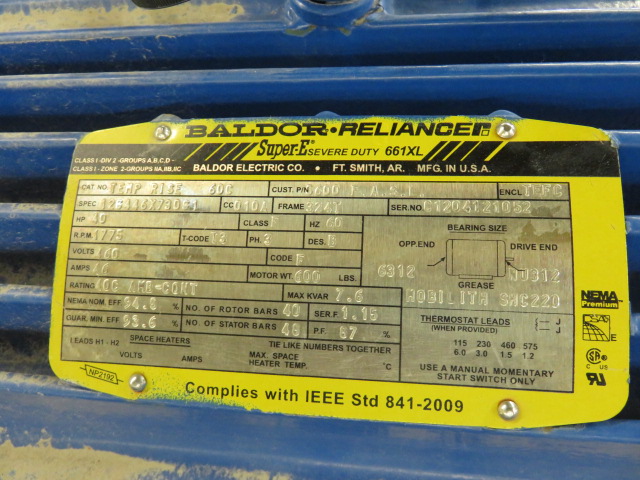 BALDOR•RELIANCER
Super-E® SEVERE DUTY 661XL
CLASS I -DIV 2 -GROUPS A,B,C,D -
CLASS I - ZONE 2 -GROUPS IIA,IIB,IIC
BALDOR ELECTRIC CO. • FT. SMITH, AR. MFG. IN U.S.A.
CAT.NO TEMP RISE 60C CUST. P/N ENCL
SPEC CC 010A FRAME SER.NO C1204121052
HP 40 CLASS F HZ 60
BEARING SIZE
R.P.M. 1775 T-CODE PH. 3 DES. B
OPP.END DRIVE END
VOLTS 460 CODE F
6312 NU312
AMPS 46 MOTOR WT. 600 LBS.
GREASE
RATING 40C AMB-CONT MAX KVAR 7.6
MOBILITH SHC220
NEMA NOM. EFF 94.5 % NO. OF ROTOR BARS 40 SER.F. 1.15
GUAR. MIN. EFF 93.6 % NO. OF STATOR BARS 48 P.F. 87 %
THERMOSTAT LEADS J
(WHEN PROVIDED) J
115 230 460 575
6.0 3.0 1.5 1.2
LEADS H1 - H2 SPACE HEATERS TIE LIKE NUMBERS TOGETHER
VOLTS AMPS MAX. SPACE HEATER TEMP. °C
USE A MANUAL MOMENTARY
START SWITCH ONLY
NP2192
Complies with IEEE Std 841-2009
NEMA
Premium
E
C US